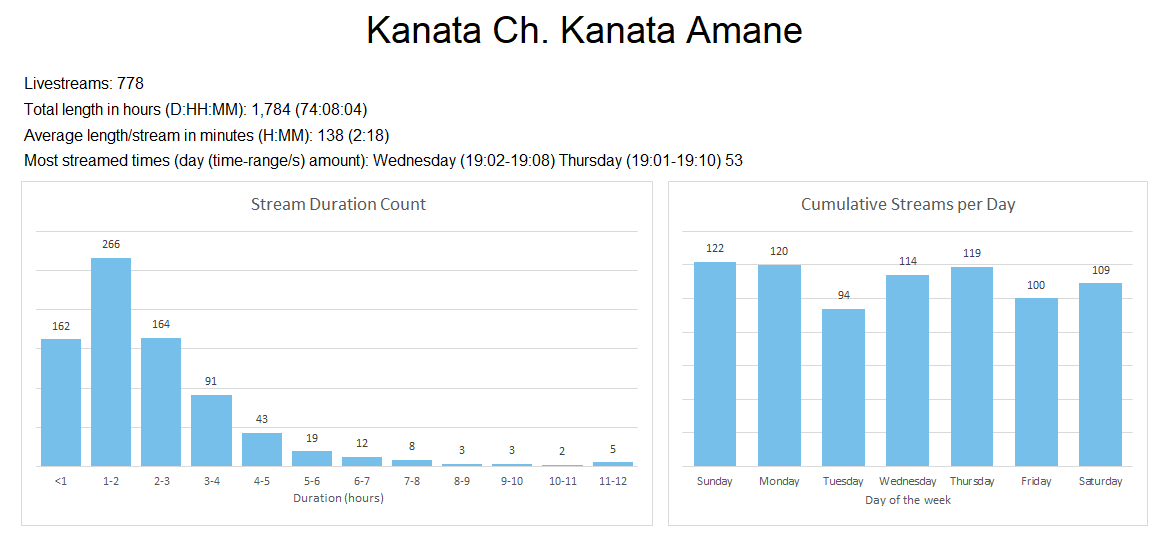 Kanata Ch. Kanata Amane
Livestreams: 778
Total length in hours (D:HH:MM): 1,784 (74:08:04)
Average length/stream in minutes (H:MM): 138 (2:18)
Most streamed times (day (time-range/s) amount): Wednesday (19:02-19:08) Thursday (19:01-19:10) 53
Stream Duration Count
162
266
164
91
43
19
12
8
3
3
2
5
<1 1-2 2-3 3-4 4-5 5-6 6-7 7-8 8-9 9-10 10-11 11-12
Duration (hours)
Cumulative Streams per Day
122
120
94
114
119
100
109
Sunday Monday Tuesday Wednesday Thursday Friday Saturday
Day of the week